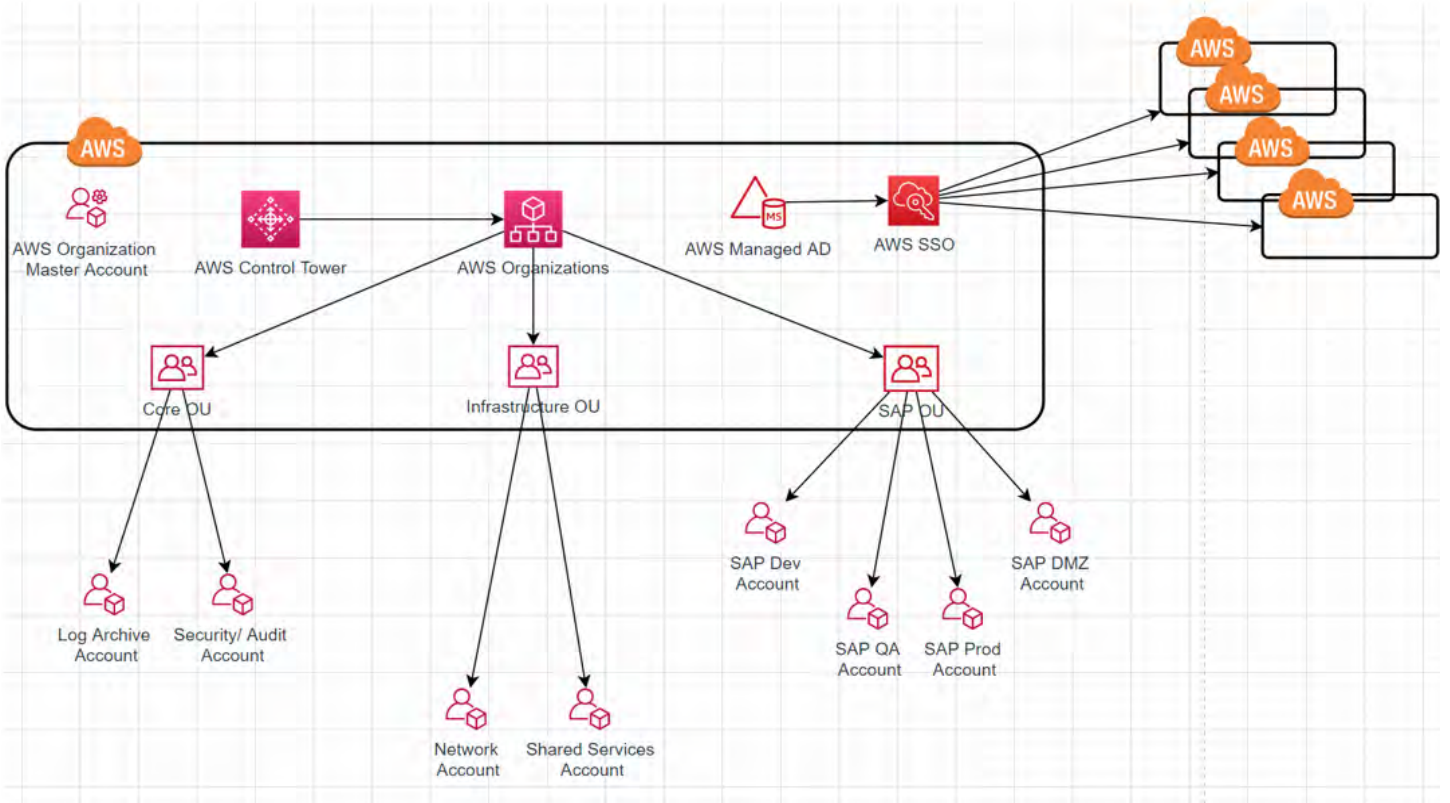 AWS
AWS
AWS
AWS
AWS
AWS Organization
Master Account
AWS Control Tower
AWS Organizations
MS
AWS Managed AD
AWS SSO
Core OU
Infrastructure OU
SAP OU
SAP Dev
Account
SAP DMZ
Account
Log Archive
Account
Security/ Audit
Account
SAP QA
Account
SAP Prod
Account
Network
Account
Shared Services
Account